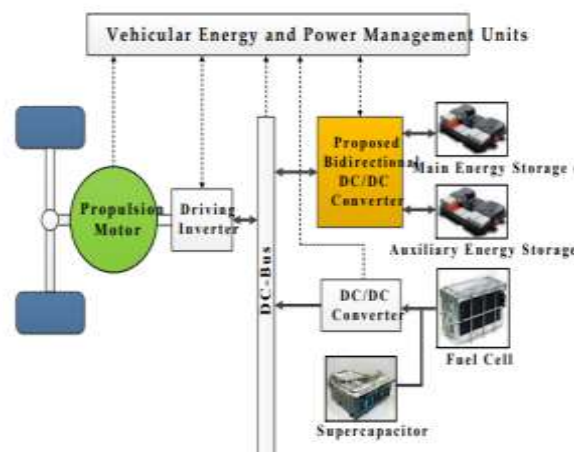 Vehicular Energy and Power Management Units
Proposed
Bidirectional
DC/DC
Converter
Main Energy Storage
Propulsion
Motor
Driving
Inverter
Auxiliary Energy Storage
DC-Bus
DC/DC
Converter
Fuel Cell
Supercapacitor